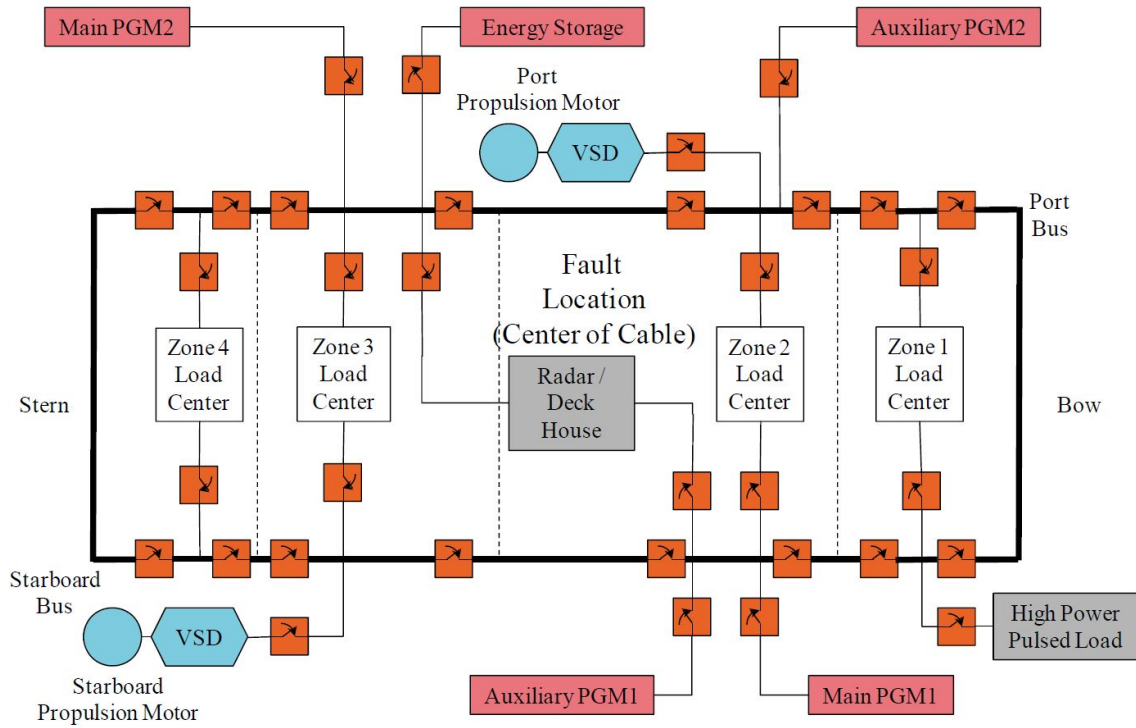 Main PGM2
Energy Storage
Auxiliary PGM2
Port
Propulsion Motor
VSD
Port
Bus
Fault
Location
(Center of Cable)
Zone 4
Load
Center
Zone 3
Load
Center
Radar /
Deck
House
Zone 2
Load
Center
Zone 1
Load
Center
Stern
Bow
Starboard
Bus
VSD
Starboard
Propulsion Motor
High Power
Pulsed Load
Auxiliary PGM1
Main PGM1